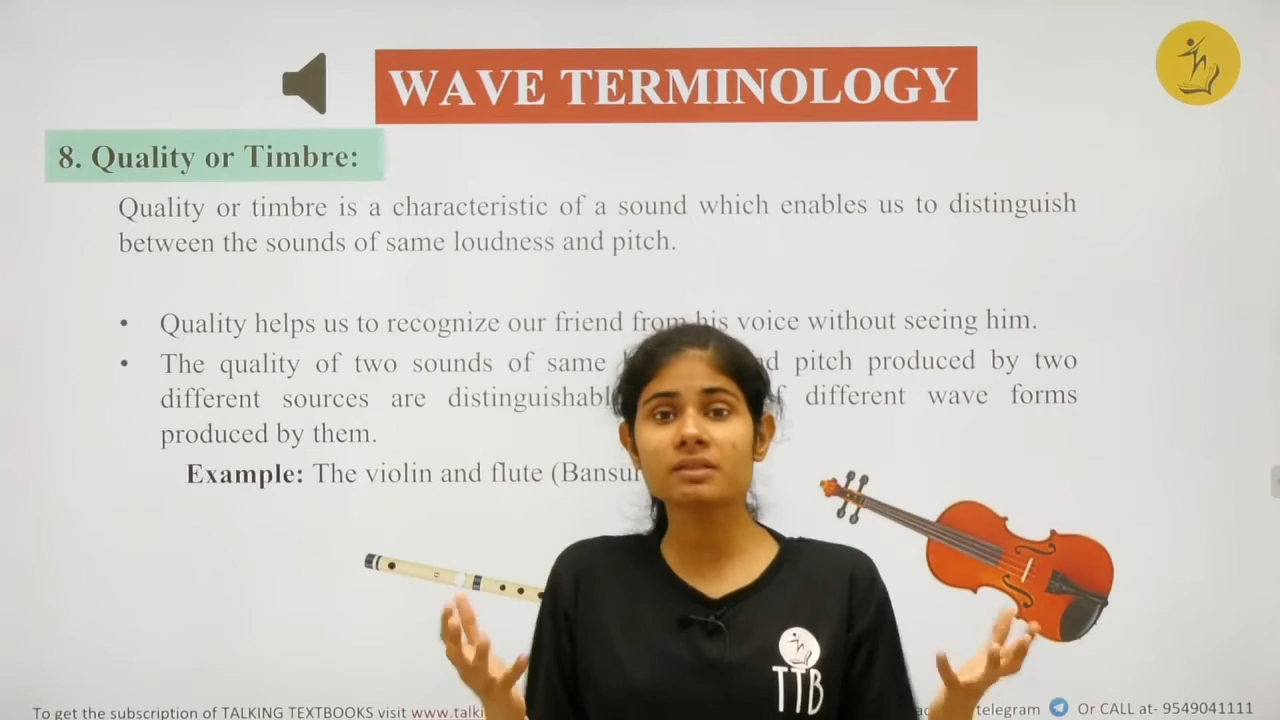 WAVE TERMINOLOGY
8. Quality or Timbre:
Quality or timbre is a characteristic of a sound which enables us to distinguish
between the sounds of same loudness and pitch.
• Quality helps us to recognize our friend from his voice without seeing him.
• The quality of two sounds of same pitch produced by two
different sources are different wave forms
produced by them.
Example: The violin and flute
TTB
To get the subscription of TALKING TEXTBOOKS visit telegram Or CALL at- 9549041111